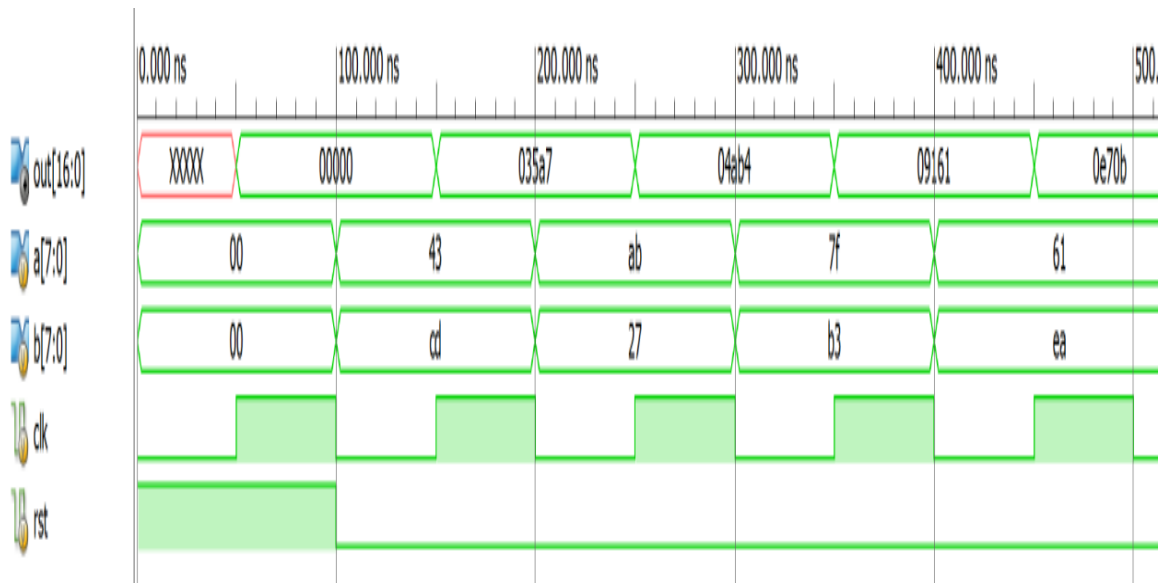 0.000 ns 100.000 ns 200.000 ns 300.000 ns 400.000 ns 500.
out[16:0] XXXXX 00000 035a7 04ab4 09161 0e70b
a[7:0] 00 43 ab 7f 61
b[7:0] 00 cd 27 b3 ea
clk
rst